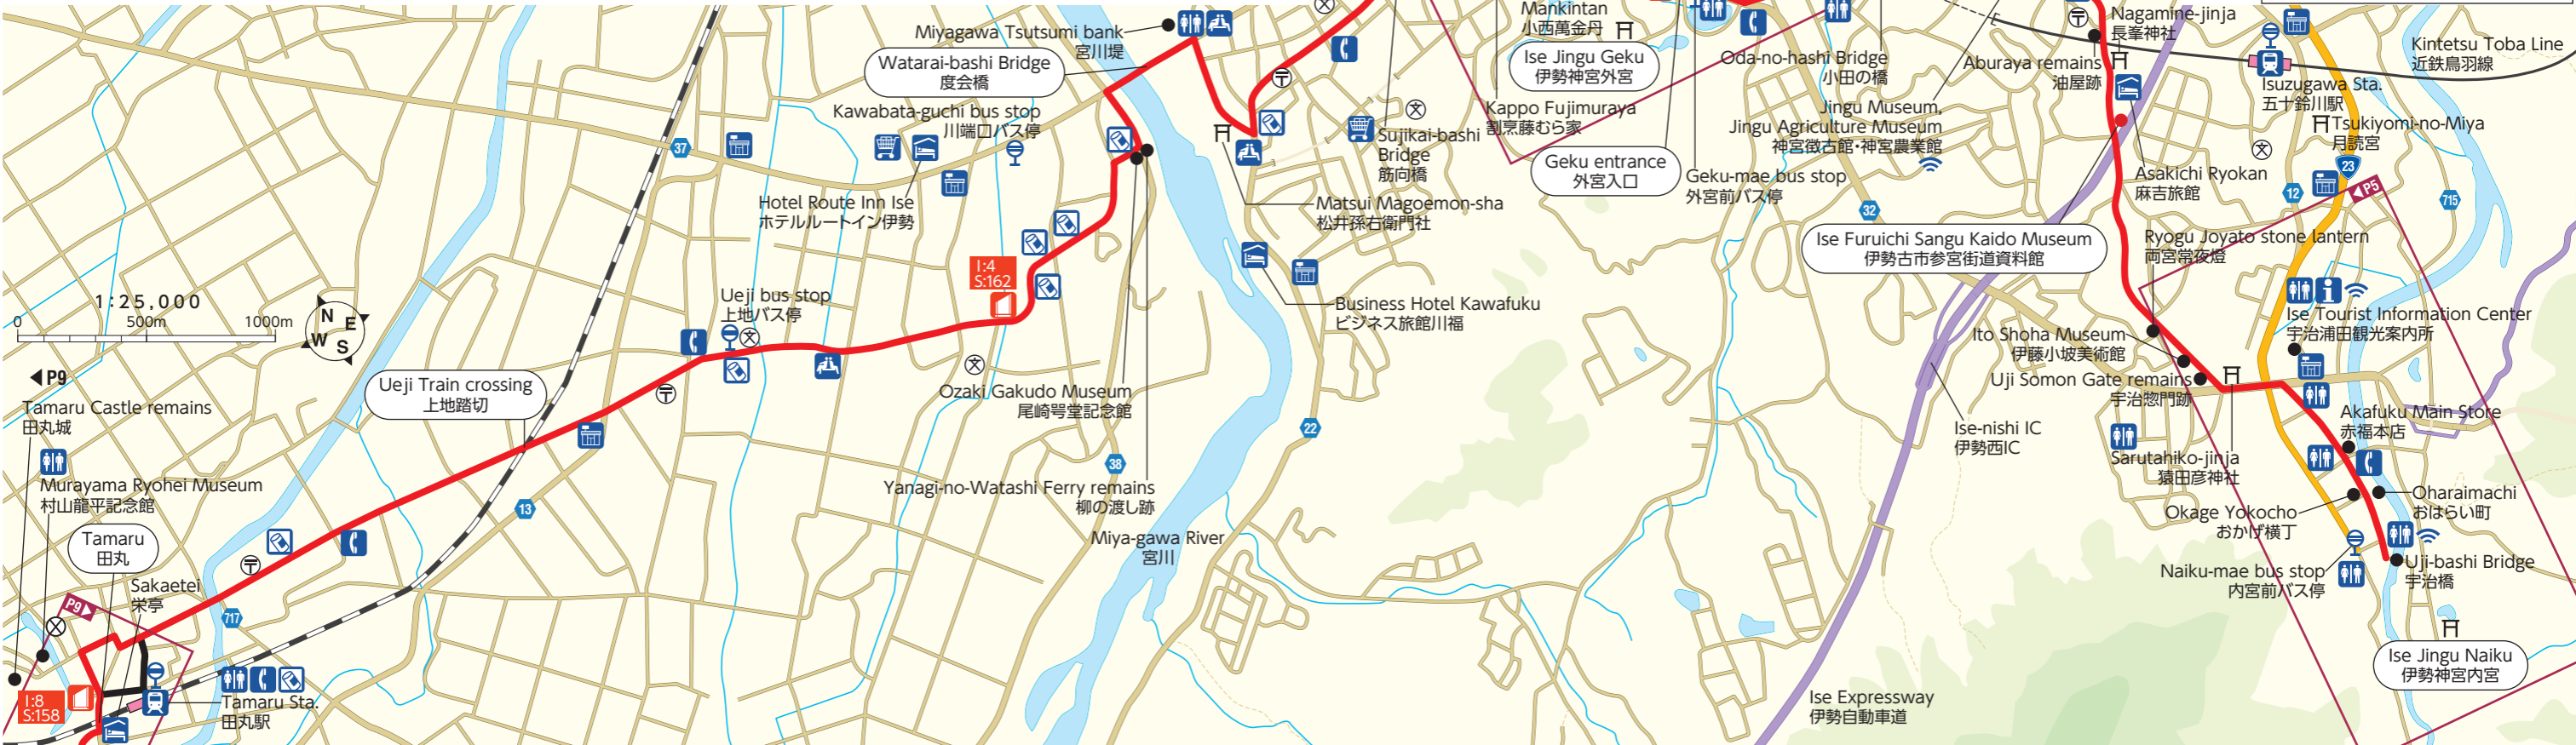 Miyagawa Tsutsumi bank
宮川堤
Watarai-bashi Bridge
度会橋
Kawabata-guchi bus stop
川端口バス停
37
Hotel Route Inn Ise
ホテルルートイン伊勢
I:4
S:162
Ueji bus stop
上地バス停
1:25,000
0
500m
1000m
N
E
W
S
◀P9
Tamaru Castle remains
田丸城
Ueji Train crossing
上地踏切
Ozaki Gakudo Museum
尾崎咢堂記念館
Murayama Ryohei Museum
村山龍平記念館
13
38
22
Yanagi-no-Watashi Ferry remains
柳の渡し跡
Miya-gawa River
宮川
Tamaru
田丸
Sakaetei
栄亭
P9▶
717
I:8
S:158
Tamaru Sta.
田丸駅
Mankintan
小西萬金丹
Ise Jingu Geku
伊勢神宮外宮
Kappo Fujimuraya
割烹藤むら家
Sujikai-bashi
Bridge
筋向橋
Geku entrance
外宮入口
Matsui Magoemon-sha
松井孫右衛門社
Business Hotel Kawafuku
ビジネス旅館川福
Oda-no-hashi Bridge
小田の橋
Jingu Museum,
Jingu Agriculture Museum
神宮徴古館・神宮農業館
Geku-mae bus stop
外宮前バス停
32
Nagamine-jinja
長峯神社
Aburaya remains
油屋跡
Kintetsu Toba Line
近鉄鳥羽線
Isuzugawa Sta.
五十鈴川駅
Tsukiyomi-no-Miya
月読宮
23
12
◀P5
715
Asakichi Ryokan
麻吉旅館
Ise Furuichi Sangu Kaido Museum
伊勢古市参宮街道資料館
Ryogu Joyato stone lantern
両宮常夜燈
Ise Tourist Information Center
宇治浦田観光案内所
Ito Shoha Museum
伊藤小坡美術館
Uji Somon Gate remains
宇治惣門跡
Ise-nishi IC
伊勢西IC
Sarutahiko-jinja
猿田彦神社
Akafuku Main Store
赤福本店
Oharaimachi
おはらい町
Okage Yokocho
おかげ横丁
Naiku-mae bus stop
内宮前バス停
Uji-bashi Bridge
宇治橋
Ise Jingu Naiku
伊勢神宮内宮
Ise Expressway
伊勢自動車道